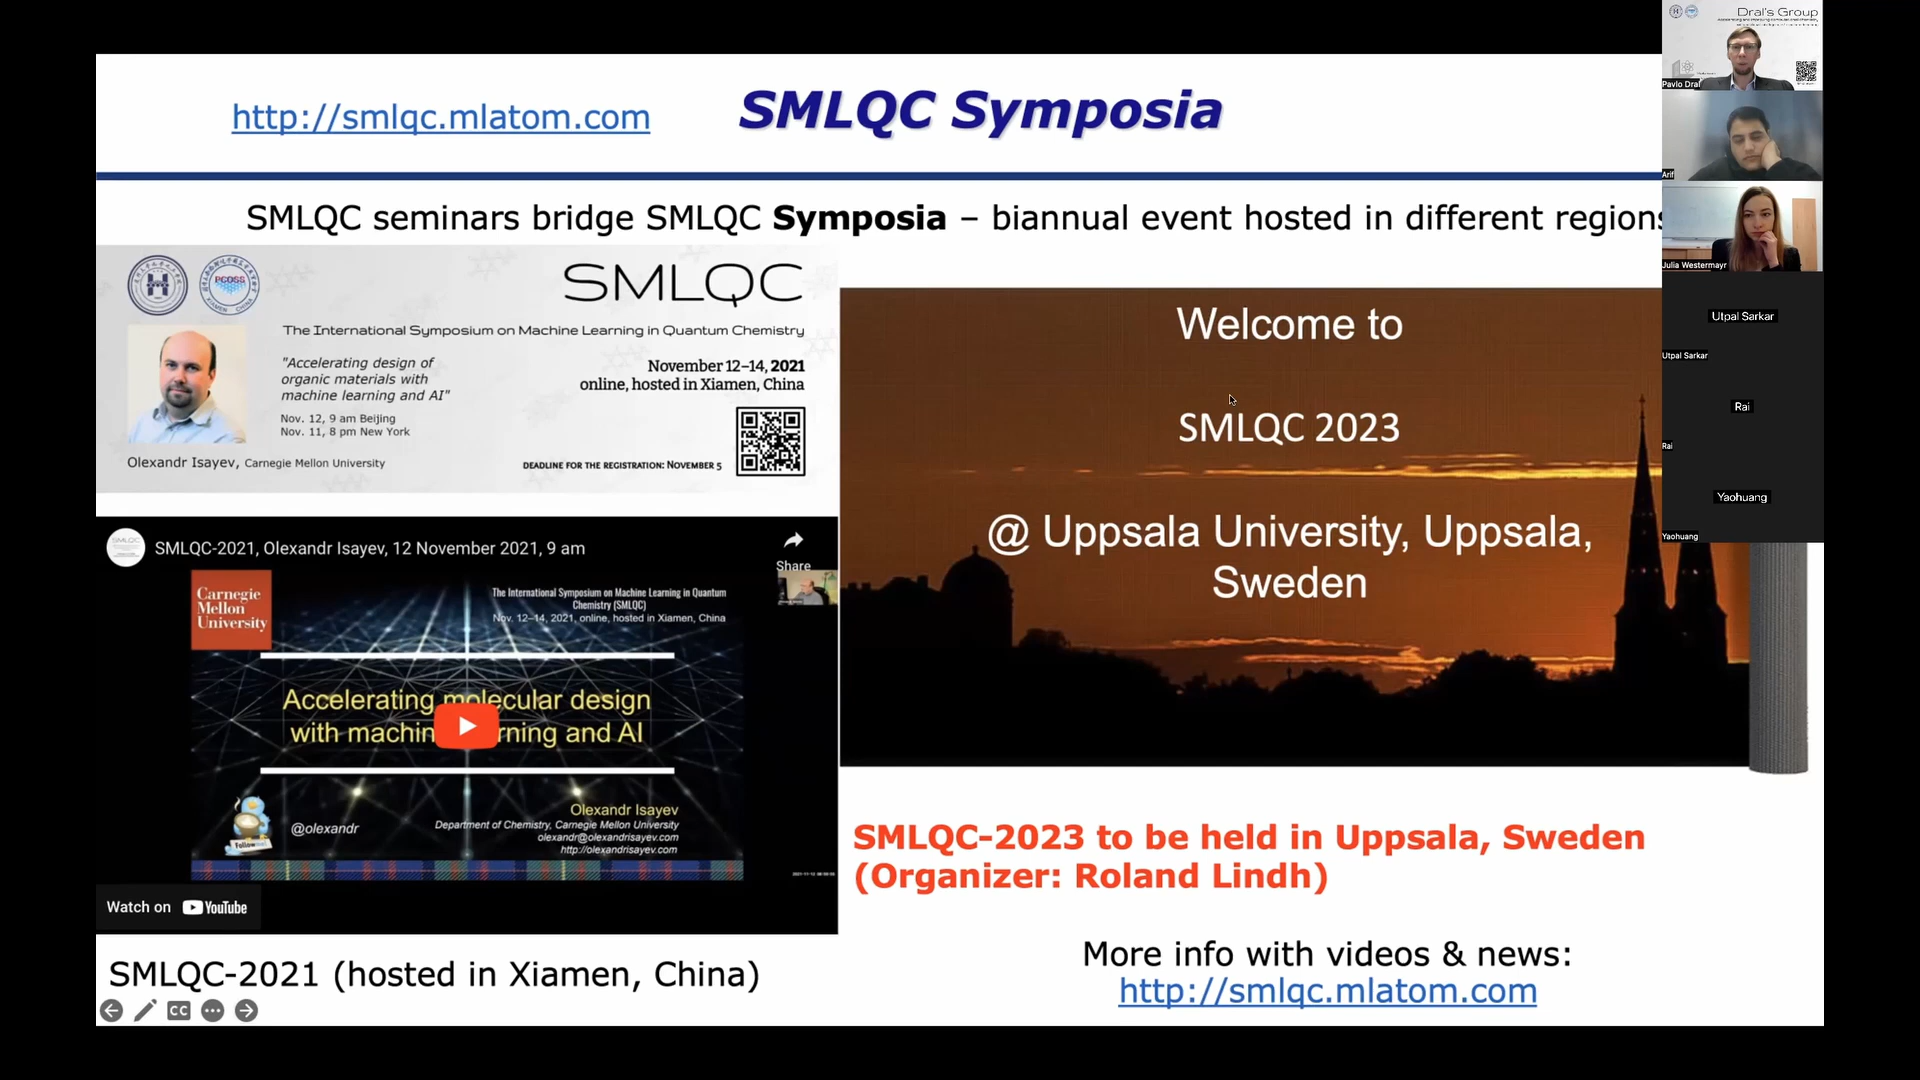 http://smlqc.mlatom.com
SMLQC Symposia
SMLQC seminars bridge SMLQC Symposia – biannual event hosted in different regions
PCOSS
XIAMEN CHINA
SMLQC
The International Symposium on Machine Learning in Quantum Chemistry
"Accelerating design of
organic materials with
machine learning and AI"
Nov. 12, 9 am Beijing
Nov. 11, 8 pm New York
November 12–14, 2021
online, hosted in Xiamen, China
Olexandr Isayev, Carnegie Mellon University
DEADLINE FOR THE REGISTRATION: NOVEMBER 5
SMLQC-2021, Olexandr Isayev, 12 November 2021, 9 am
Share
Carnegie
Mellon
University
The International Symposium on Machine Learning in Quantum
Chemistry (SMLQC)
Nov. 12–14, 2021, online, hosted in Xiamen, China
Accelerating molecular design
with machin rning and AI
Olexandr Isayev
Department of Chemistry, Carnegie Mellon University
olexandr@olexandrisayev.com
http://olexandrisayev.com
@olexandr
Watch on YouTube
SMLQC-2021 (hosted in Xiamen, China)
CC
Welcome to
SMLQC 2023
@ Uppsala University, Uppsala,
Sweden
SMLQC-2023 to be held in Uppsala, Sweden
(Organizer: Roland Lindh)
More info with videos & news:
http://smlqc.mlatom.com
Dral's Group
Pavlo Dral
Arif
Julia Westermayr
Utpal Sarkar
Utpal Sarkar
Rai
Rai
Yaohuang
Yaohuang